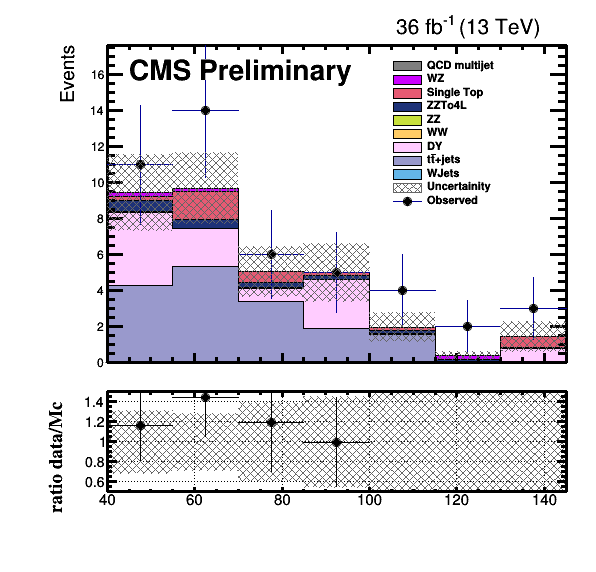 36 fb-1 (13 TeV)
Events
CMS Preliminary
QCD multijet
WZ
Single Top
ZZTo4L
ZZ
WW
DY
tt̄+jets
WJets
Uncertainity
Observed
16
14
12
10
8
6
4
2
0
ratio data/Mc
1.4
1.2
1
0.8
0.6
40 60 80 100 120 140